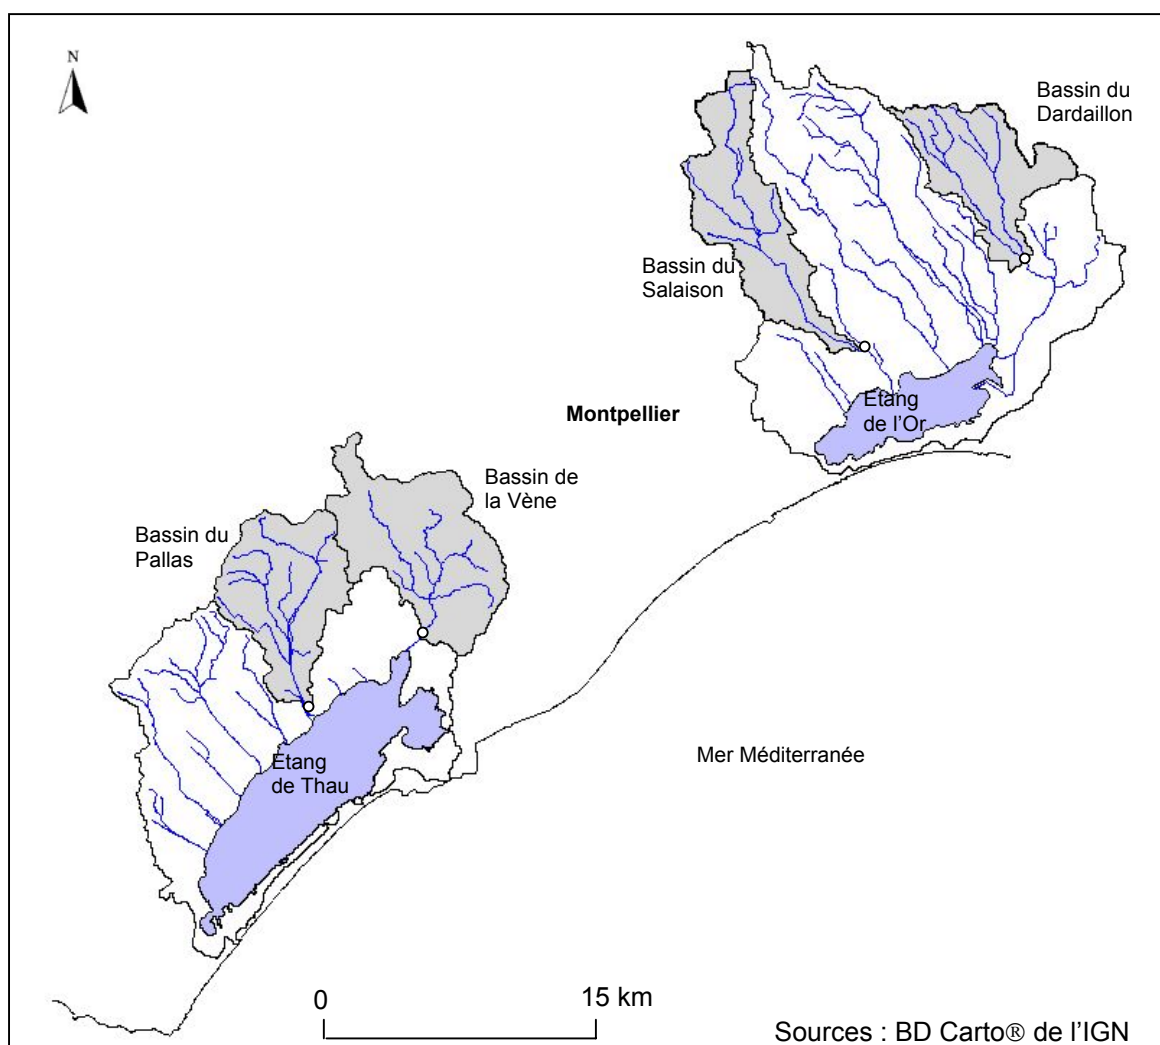 N
Bassin du
Dardaillon
Bassin du
Salaison
Etang
de l'Or
Montpellier
Bassin de
la Vène
Bassin du
Pallas
Etang
de Thau
Mer Méditerranée
0 15 km
Sources : BD Carto® de l'IGN